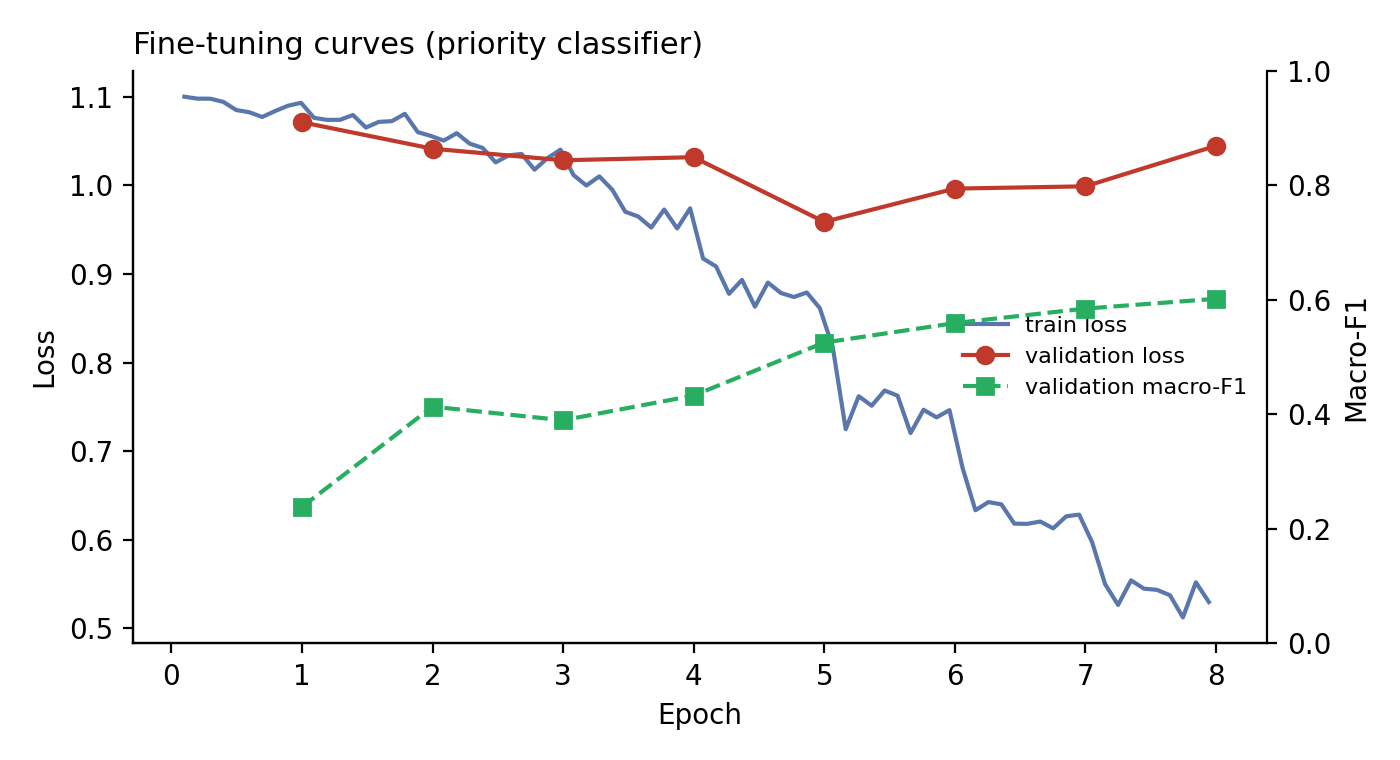 Fine-tuning curves (priority classifier)
1.1
1.0
0.9
0.8
0.7
0.6
0.5
Loss
1.0
0.8
0.6
0.4
0.2
0.0
Macro-F1
train loss
validation loss
validation macro-F1
0 1 2 3 4 5 6 7 8
Epoch